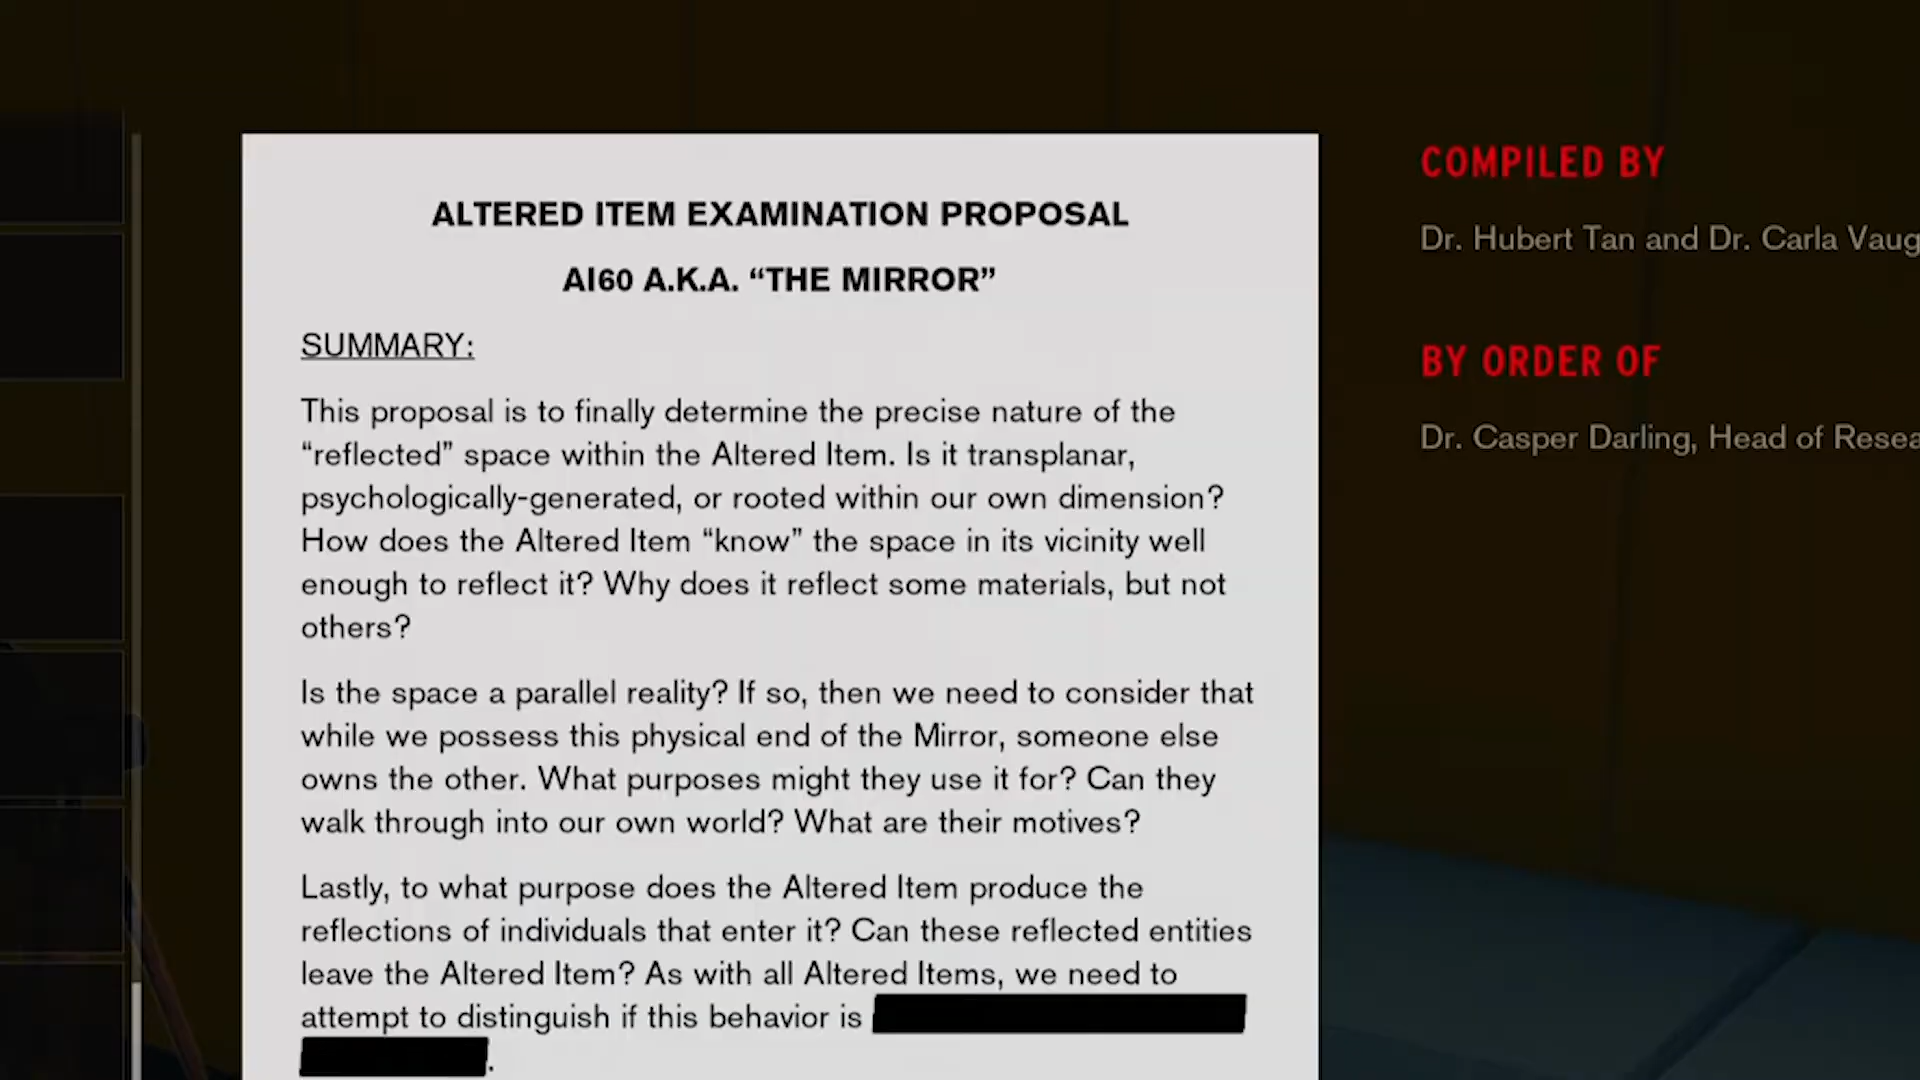 ALTERED ITEM EXAMINATION PROPOSAL
AI60 A.K.A. “THE MIRROR”
SUMMARY:
This proposal is to finally determine the precise nature of the
“reflected” space within the Altered Item. Is it transplanar,
psychologically-generated, or rooted within our own dimension?
How does the Altered Item “know” the space in its vicinity well
enough to reflect it? Why does it reflect some materials, but not
others?
Is the space a parallel reality? If so, then we need to consider that
while we possess this physical end of the Mirror, someone else
owns the other. What purposes might they use it for? Can they
walk through into our own world? What are their motives?
Lastly, to what purpose does the Altered Item produce the
reflections of individuals that enter it? Can these reflected entities
leave the Altered Item? As with all Altered Items, we need to
attempt to distinguish if this behavior is
.
COMPILED BY
Dr. Hubert Tan and Dr. Carla Vaug
BY ORDER OF
Dr. Casper Darling, Head of Resea